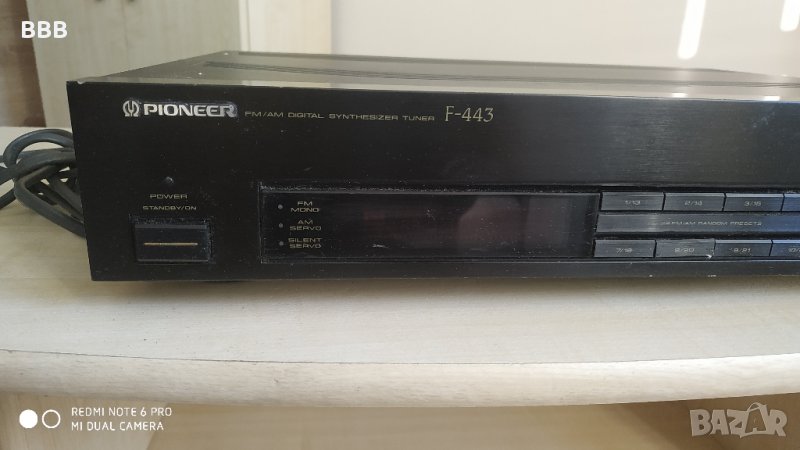 BBB
PIONEER FM/AM DIGITAL SYNTHESIZER TUNER F-443
POWER
STANDBY/ON
FM
MONO
AM
SERVO
SILENT
SERVO
1/13 2/14 3/15
24 FM/AM RANDOM PRESETS
7/19 8/20 9/21
REDMI NOTE 6 PRO
MI DUAL CAMERA
BAZAR